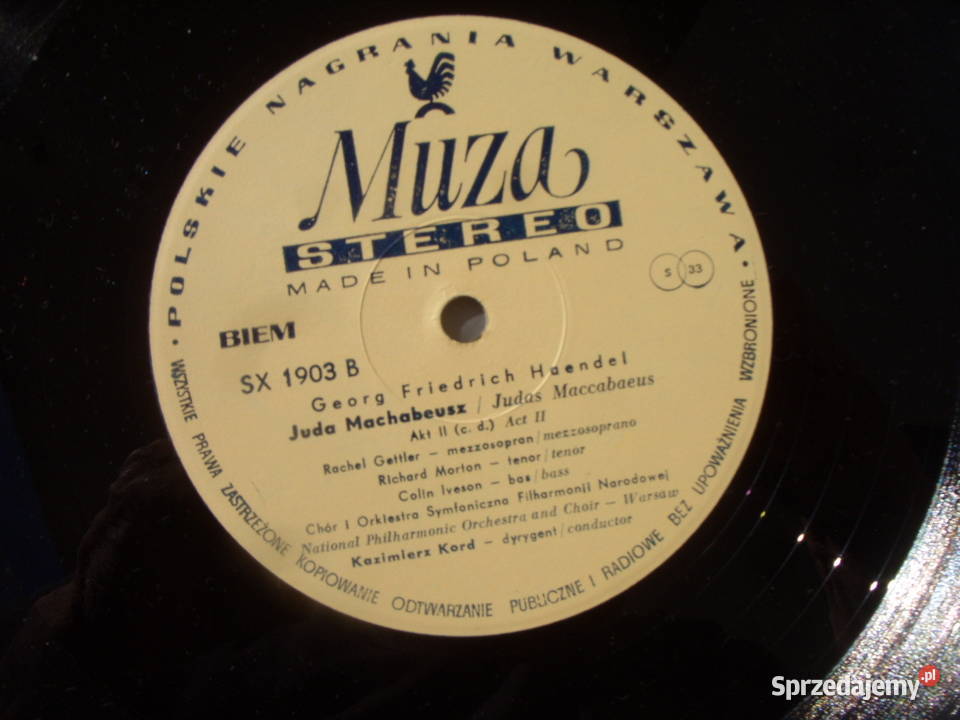 • POLSKIE NAGRANIA WARSZAWA •
Muza
STEREO
MADE IN POLAND
S 33
BIEM
SX 1903 B
Georg Friedrich Haendel
Juda Machabeusz / Judas Maccabaeus
Akt II (c. d.) Act II
Rachel Gettler – mezzosopran / mezzosoprano
Richard Morton – tenor / tenor
Colin Iveson – bas / bass
Chór i Orkiestra Symfoniczna Filharmonii Narodowej
National Philharmonic Orchestra and Choir – Warsaw
Kazimierz Kord – dyrygent / conductor
WSZYSTKIE PRAWA ZASTRZEŻONE KOPIOWANIE ODTWARZANIE PUBLICZNE I RADIOWE BEZ UPOWAŻNIENIA WZBRONIONE
Sprzedajemy.pl